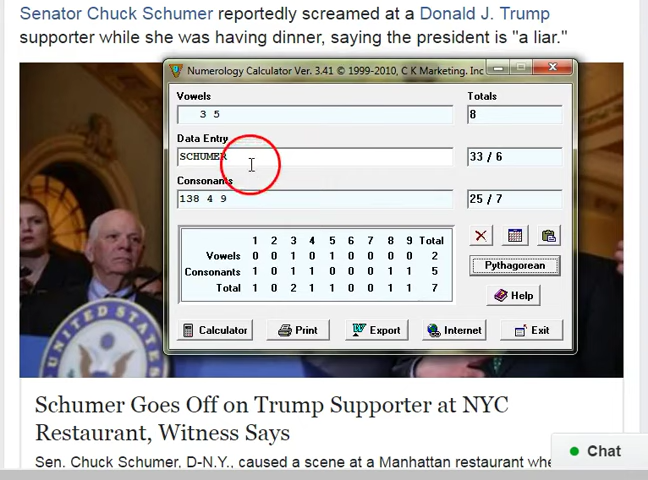 Senator Chuck Schumer reportedly screamed at a Donald J. Trump
supporter while she was having dinner, saying the president is "a liar."
Numerology Calculator Ver. 3.41 © 1999-2010, C K Marketing. Inc
Vowels
Totals
3 5
8
Data Entry
SCHUMER
33 / 6
Consonants
138 4 9
25 / 7
1 2 3 4 5 6 7 8 9 Total
Vowels 0 0 1 0 1 0 0 0 0 2
Consonants 1 0 1 1 0 0 0 1 1 5
Total 1 0 2 1 1 0 0 1 1 7
Pythagorean
Help
Calculator
Print
Export
Internet
Exit
UNITED STATES
Schumer Goes Off on Trump Supporter at NYC
Restaurant, Witness Says
Sen. Chuck Schumer, D-N.Y., caused a scene at a Manhattan restaurant whe
Chat